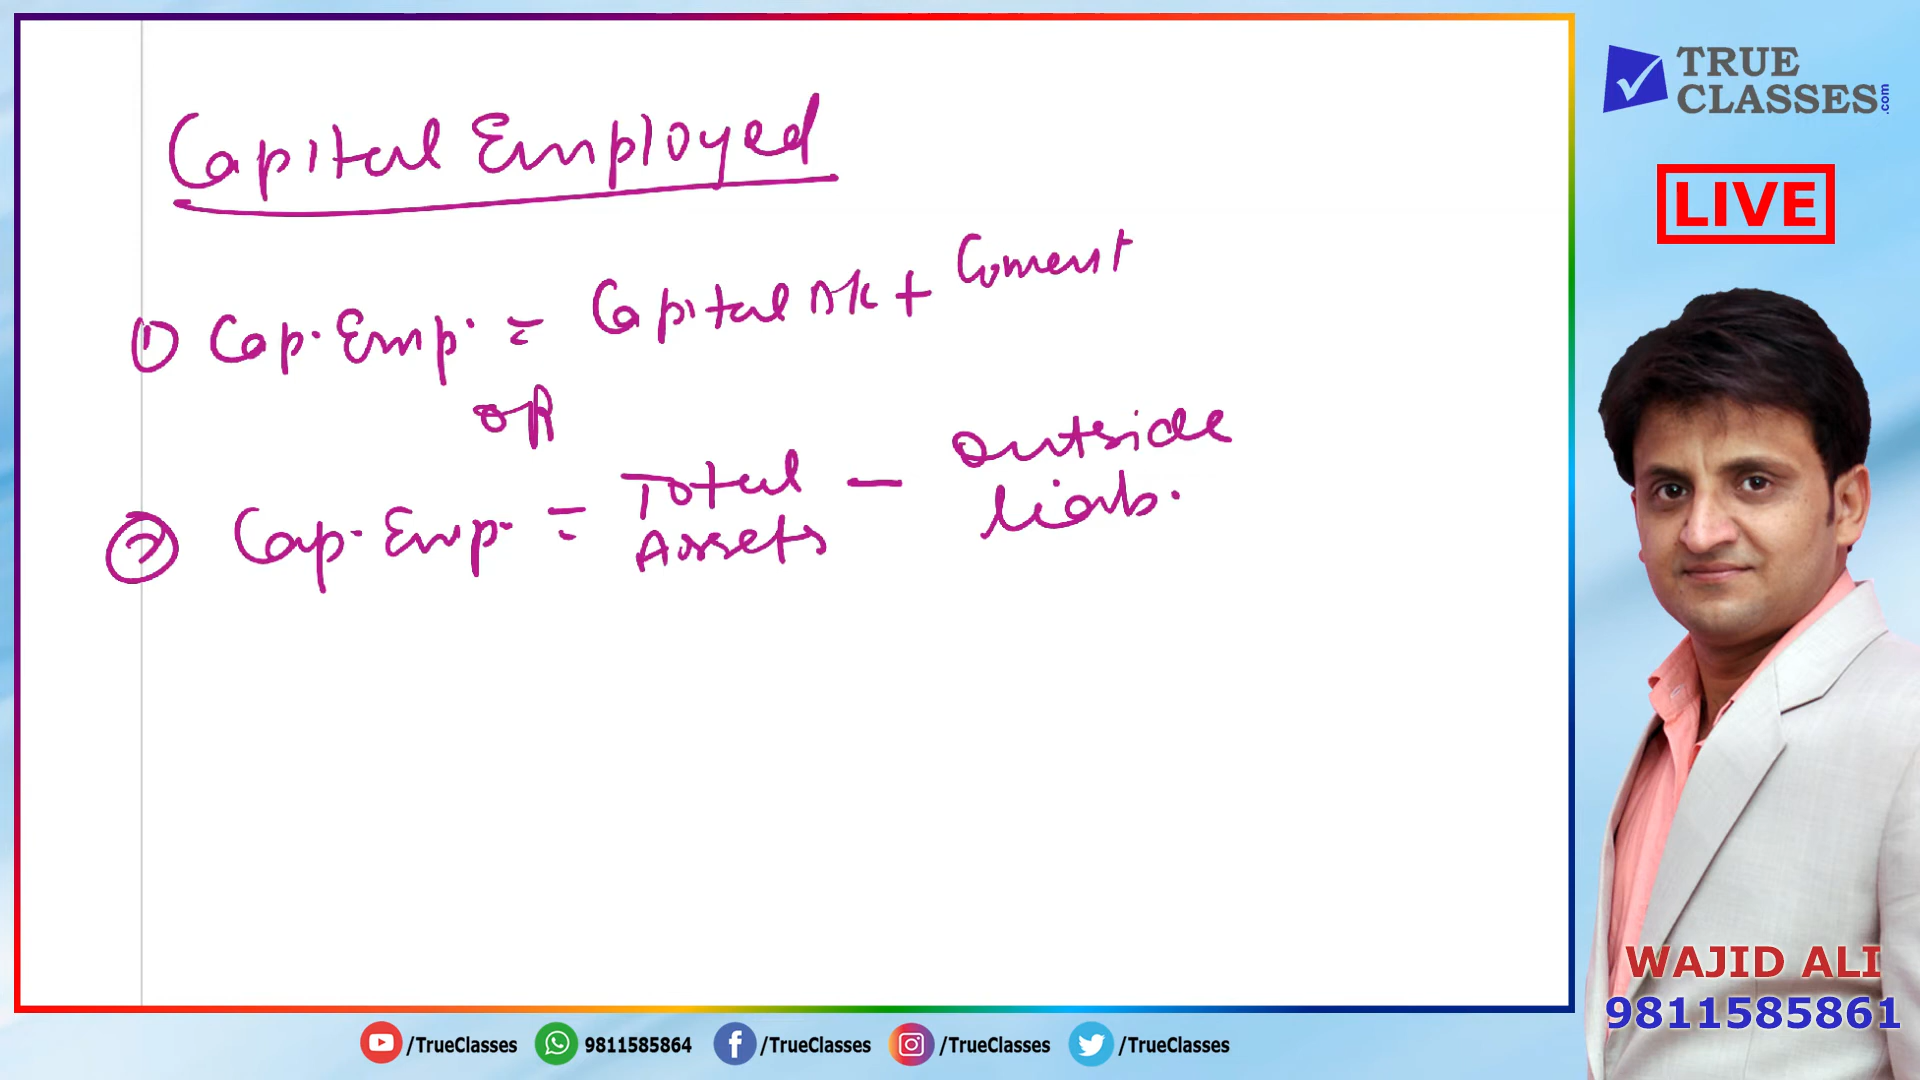 Capital Employed
① Cap. Emp. = Capital A/c + Current
OR
② Cap. Emp. = Total Assets − Outside Liab.
TRUE CLASSES.com
LIVE
WAJID ALI
9811585861
/TrueClasses 9811585864 /TrueClasses /TrueClasses /TrueClasses